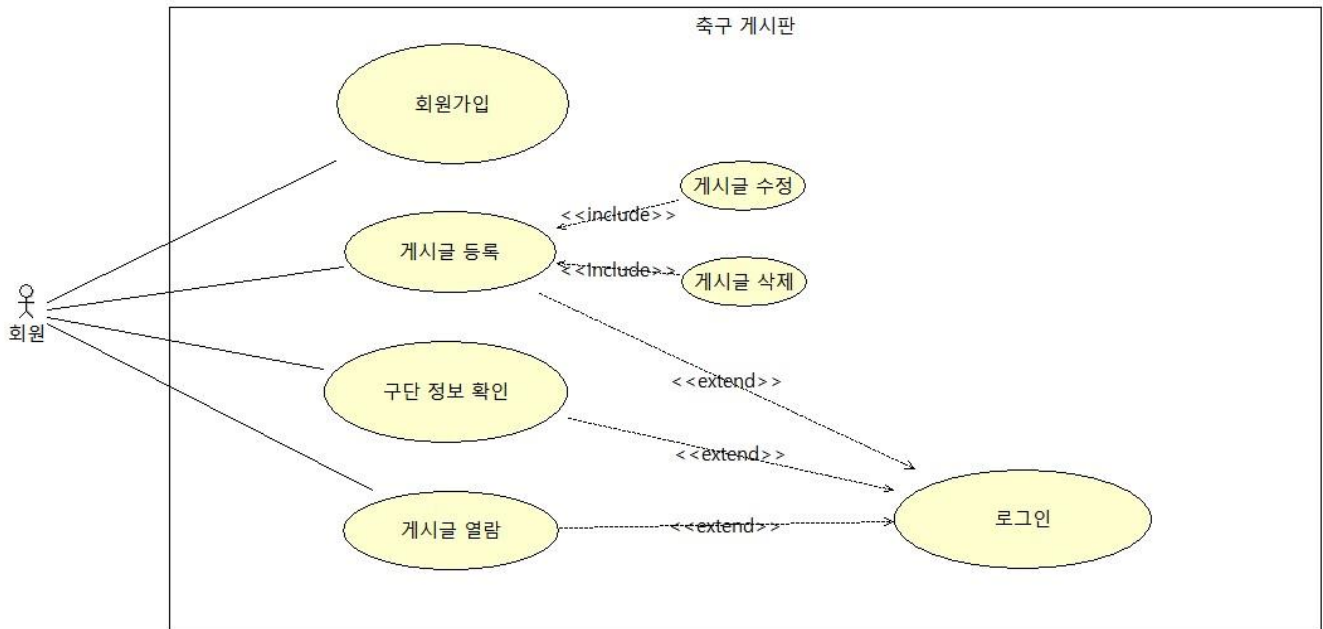 축구 게시판
회원가입
게시글 수정
<<include>>
게시글 등록
<<include>>
게시글 삭제
회원
구단 정보 확인
<<extend>>
<<extend>>
게시글 열람
<<extend>>
로그인